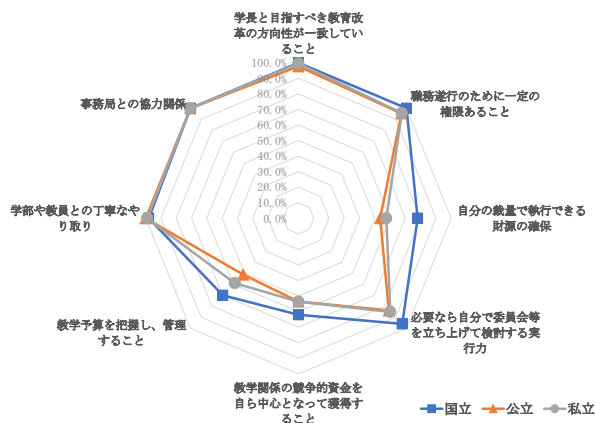 学長と目指すべき教育改
革の方向性が一致してい
ること
100.0%
90.0%
80.0%
70.0%
60.0%
50.0%
40.0%
30.0%
20.0%
10.0%
0.0%
職務遂行のために一定の
権限あること
自分の裁量で執行できる
財源の確保
必要なら自分で委員会等
を立ち上げて検討する実
行力
教学関係の競争的資金を
自ら中心となって獲得す
ること
教学予算を把握し、管理
すること
学部や教員との丁寧なや
り取り
事務局との協力関係
国立
公立
私立